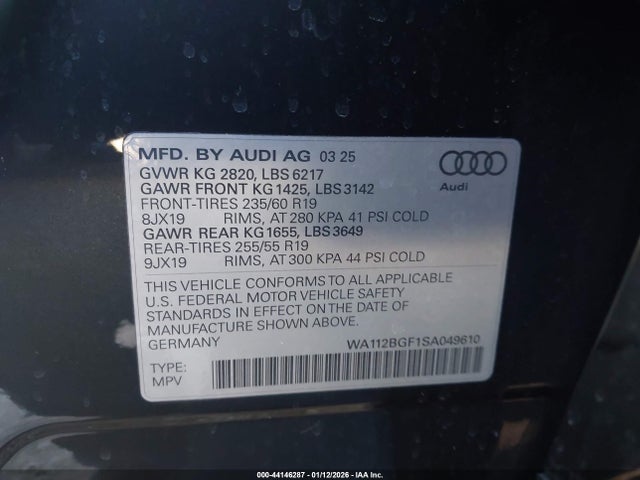 MFD. BY AUDI AG 03 25
GVWR KG 2820, LBS 6217
GAWR FRONT KG 1425, LBS 3142
FRONT-TIRES 235/60 R19
8JX19 RIMS, AT 280 KPA 41 PSI COLD
GAWR REAR KG 1655, LBS 3649
REAR-TIRES 255/55 R19
9JX19 RIMS, AT 300 KPA 44 PSI COLD
Audi
THIS VEHICLE CONFORMS TO ALL APPLICABLE
U.S. FEDERAL MOTOR VEHICLE SAFETY
STANDARDS IN EFFECT ON THE DATE OF
MANUFACTURE SHOWN ABOVE.
GERMANY WA112BGF1SA049610
TYPE:
MPV
000-44146287 - 01/12/2026 - IAA Inc.